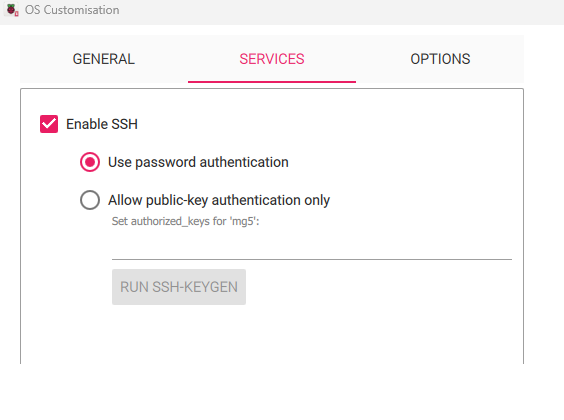 OS Customisation
GENERAL SERVICES OPTIONS
Enable SSH
Use password authentication
Allow public-key authentication only
Set authorized_keys for 'mg5':
RUN SSH-KEYGEN